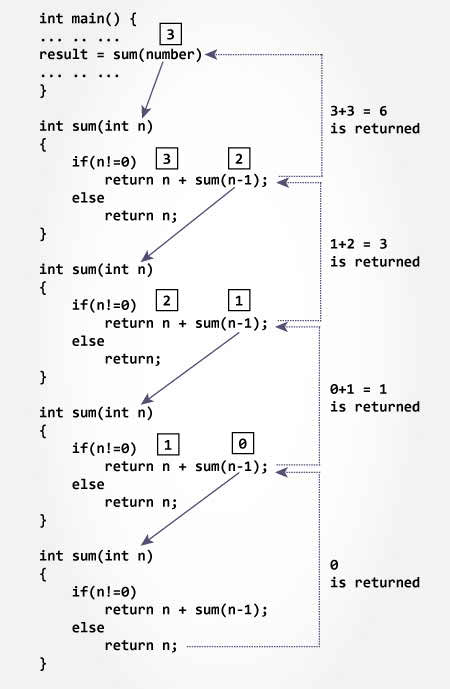 int main() {
3
... .. ...
result = sum(number)
... .. ...
}
3+3 = 6
is returned
int sum(int n)
{
if(n!=0) 3 2
return n + sum(n-1);
else
return n;
}
1+2 = 3
is returned
int sum(int n)
{
if(n!=0) 2 1
return n + sum(n-1);
else
return;
}
0+1 = 1
is returned
int sum(int n)
{
if(n!=0) 1 0
return n + sum(n-1);
else
return n;
}
int sum(int n)
{
if(n!=0)
return n + sum(n-1);
else
return n;
}
0
is returned